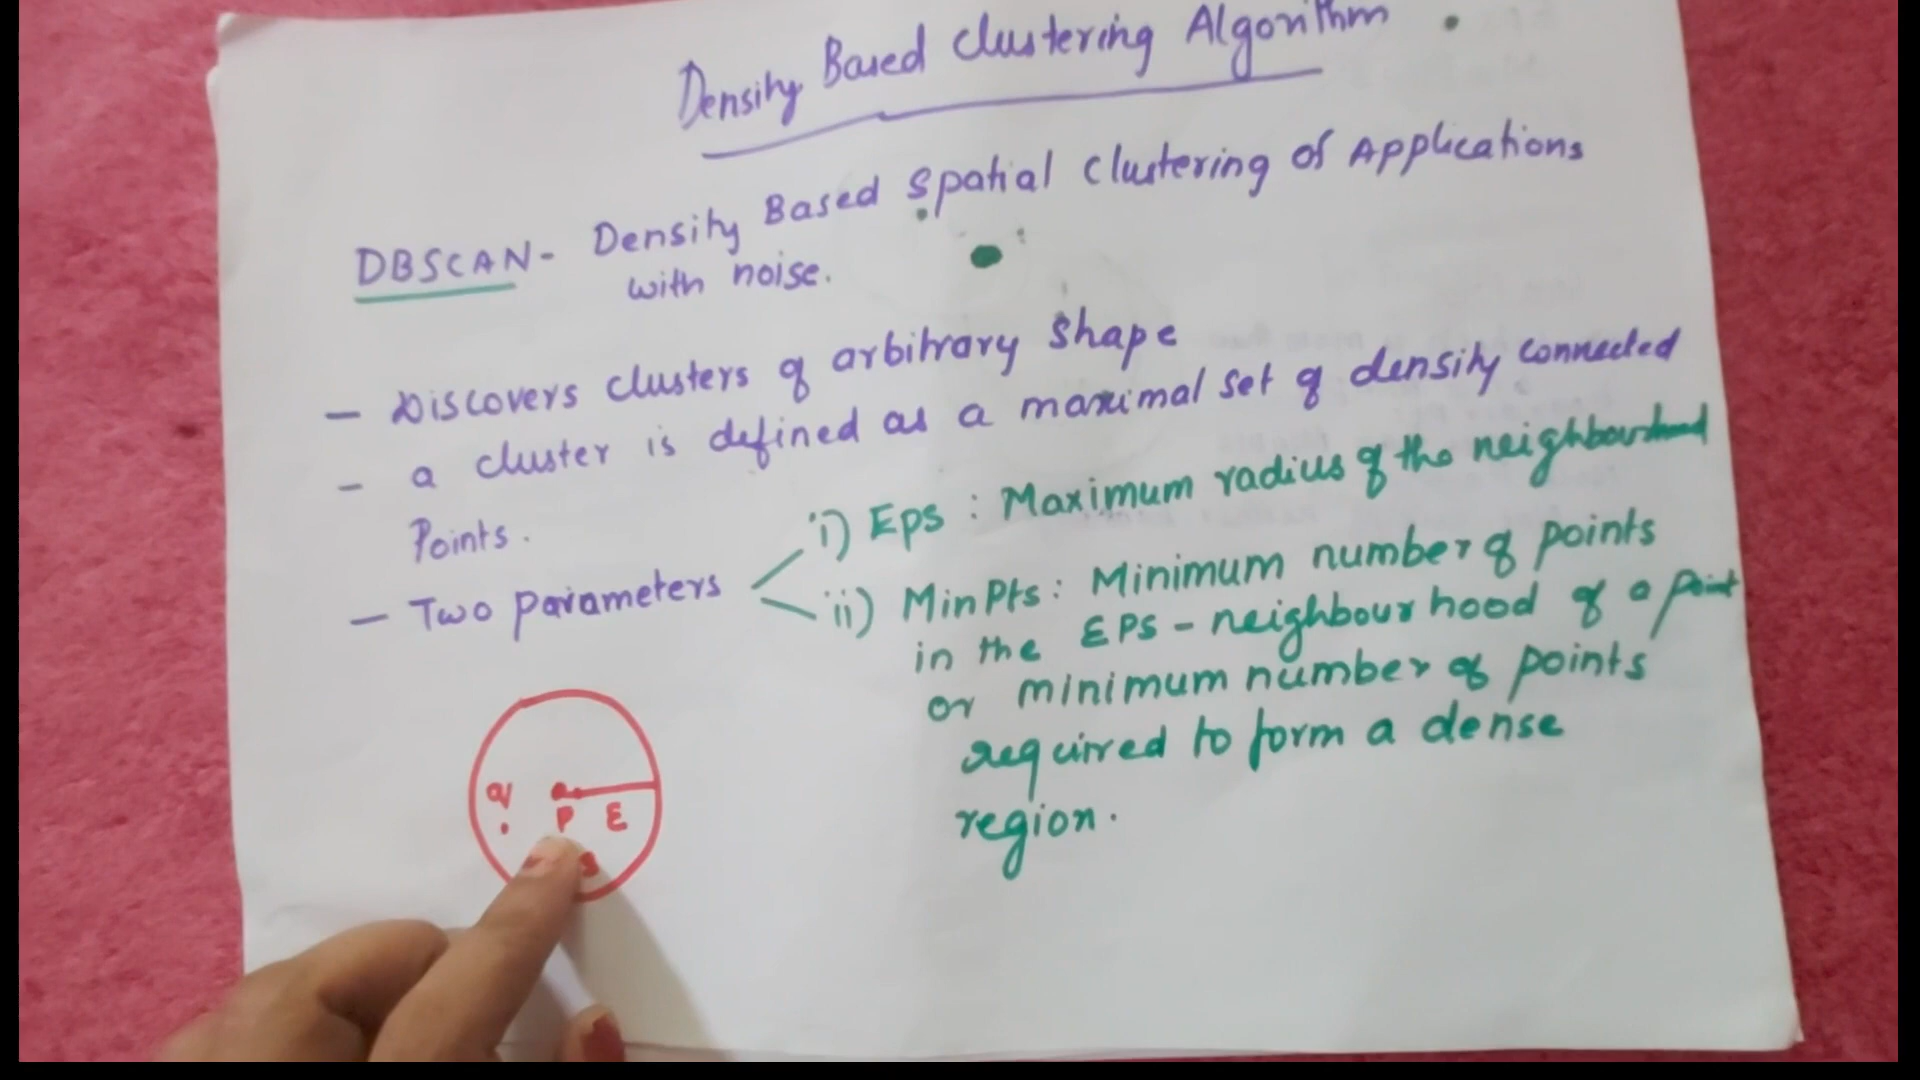 Density Based Clustering Algorithm
DBSCAN - Density Based Spatial Clustering of Applications
with noise.
- Discovers clusters of arbitrary shape
- a cluster is defined as a maximal set of density connected
Points.
- Two parameters
i) Eps : Maximum radius of the neighbourhood
ii) MinPts : Minimum number of points
in the EPS - neighbourhood of a point
or minimum number of points
required to form a dense
region.
q
P E